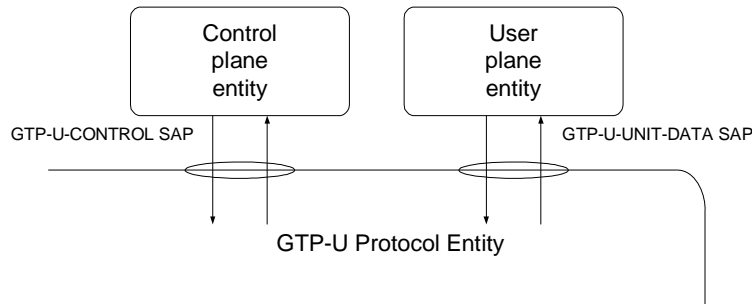 Control
plane
entity
User
plane
entity
GTP-U-CONTROL SAP
GTP-U-UNIT-DATA SAP
GTP-U Protocol Entity